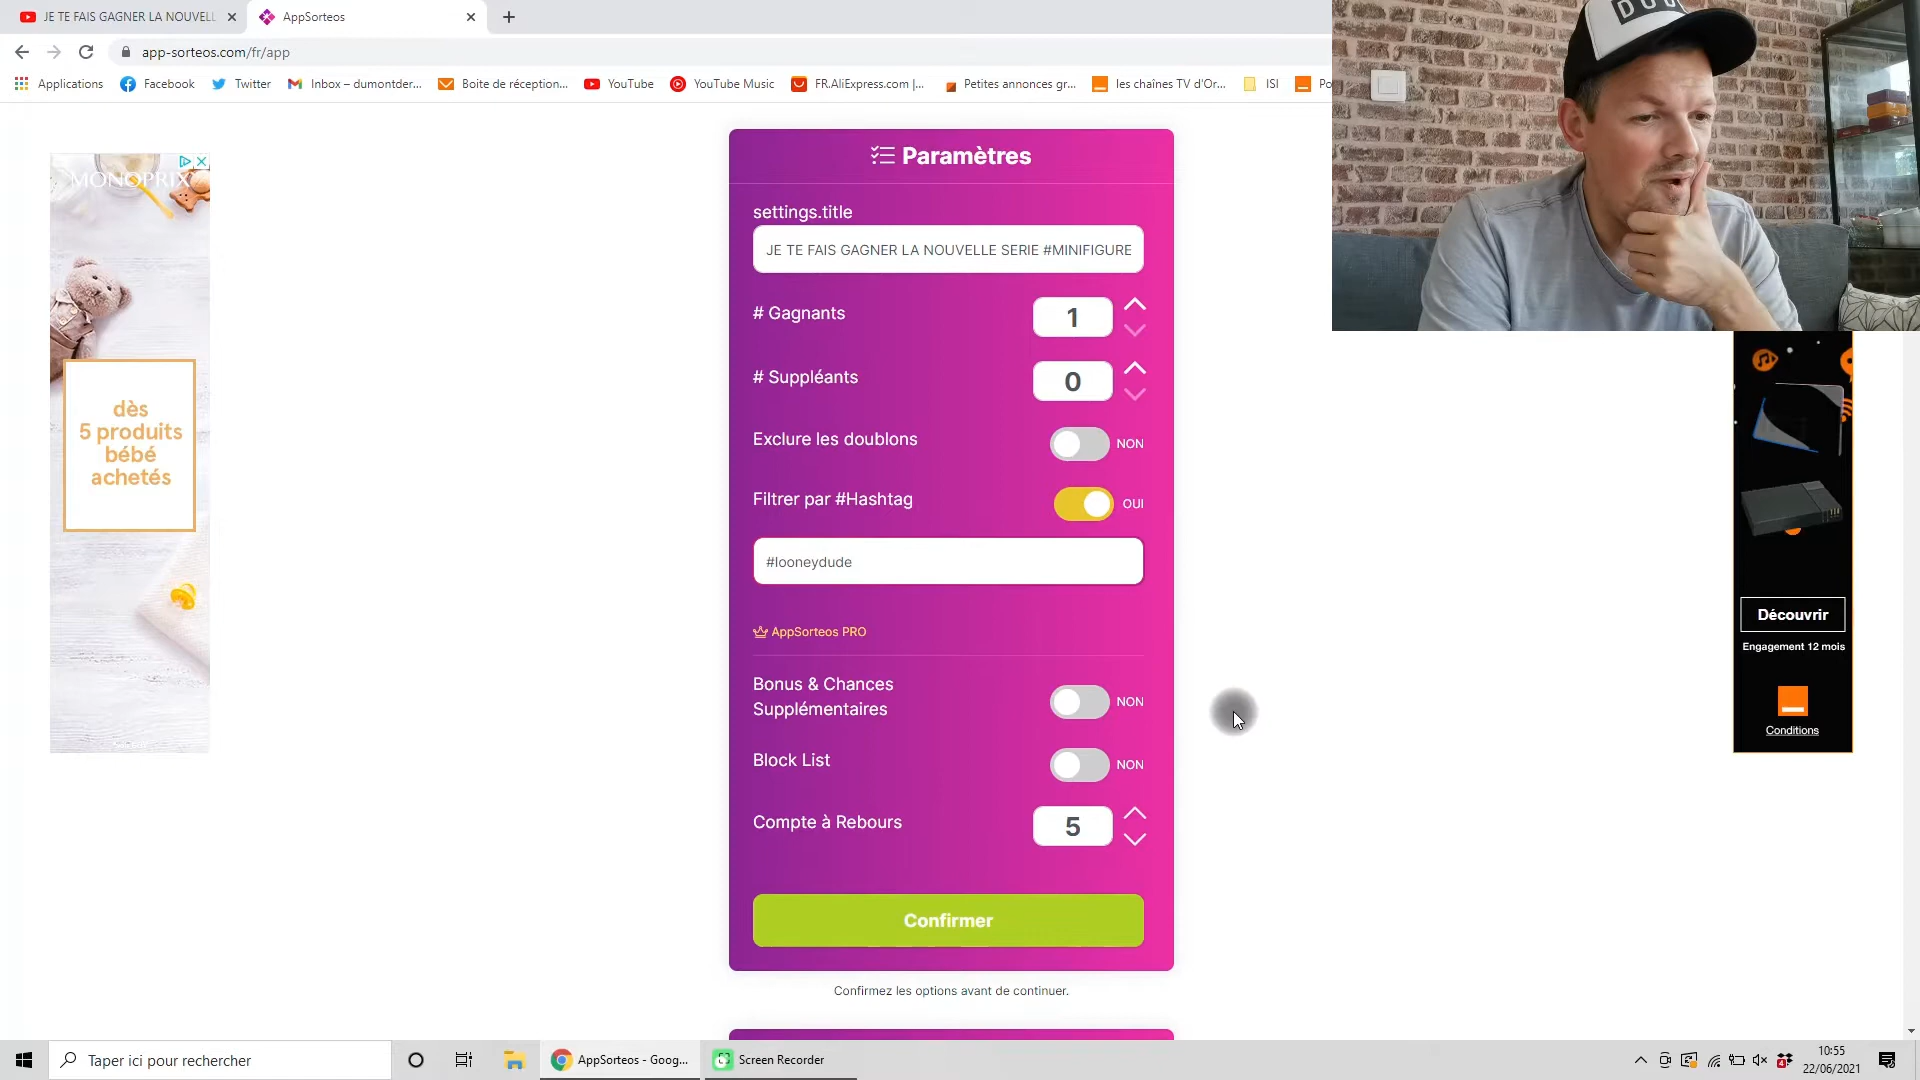 JE TE FAIS GAGNER LA NOUVELL
AppSorteos
app-sorteos.com/fr/app
Applications
Facebook
Twitter
Inbox – dumontder...
Boite de réception...
YouTube
YouTube Music
FR.AliExpress.com |...
Petites annonces gr...
les chaînes TV d'Or...
ISI
Po
MONOPRIX
dès
5 produits
bébé
achetés
Paramètres
settings.title
JE TE FAIS GAGNER LA NOUVELLE SERIE #MINIFIGURE
# Gagnants
1
# Suppléants
0
Exclure les doublons
NON
Filtrer par #Hashtag
OUI
#looneydude
AppSorteos PRO
Bonus & Chances
Supplémentaires
NON
Block List
NON
Compte à Rebours
5
Confirmer
Confirmez les options avant de continuer.
Découvrir
Engagement 12 mois
Conditions
Taper ici pour rechercher
AppSorteos - Goog...
Screen Recorder
10:55
22/06/2021